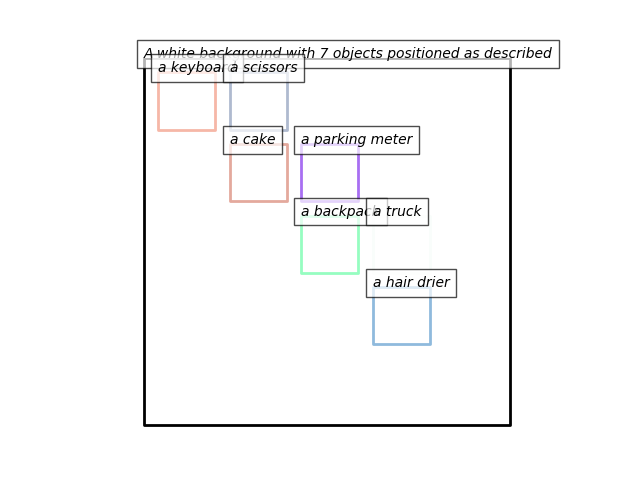 A white background with 7 objects positioned as described
a keyboard
a scissors
a cake
a parking meter
a backpack
a truck
a hair drier